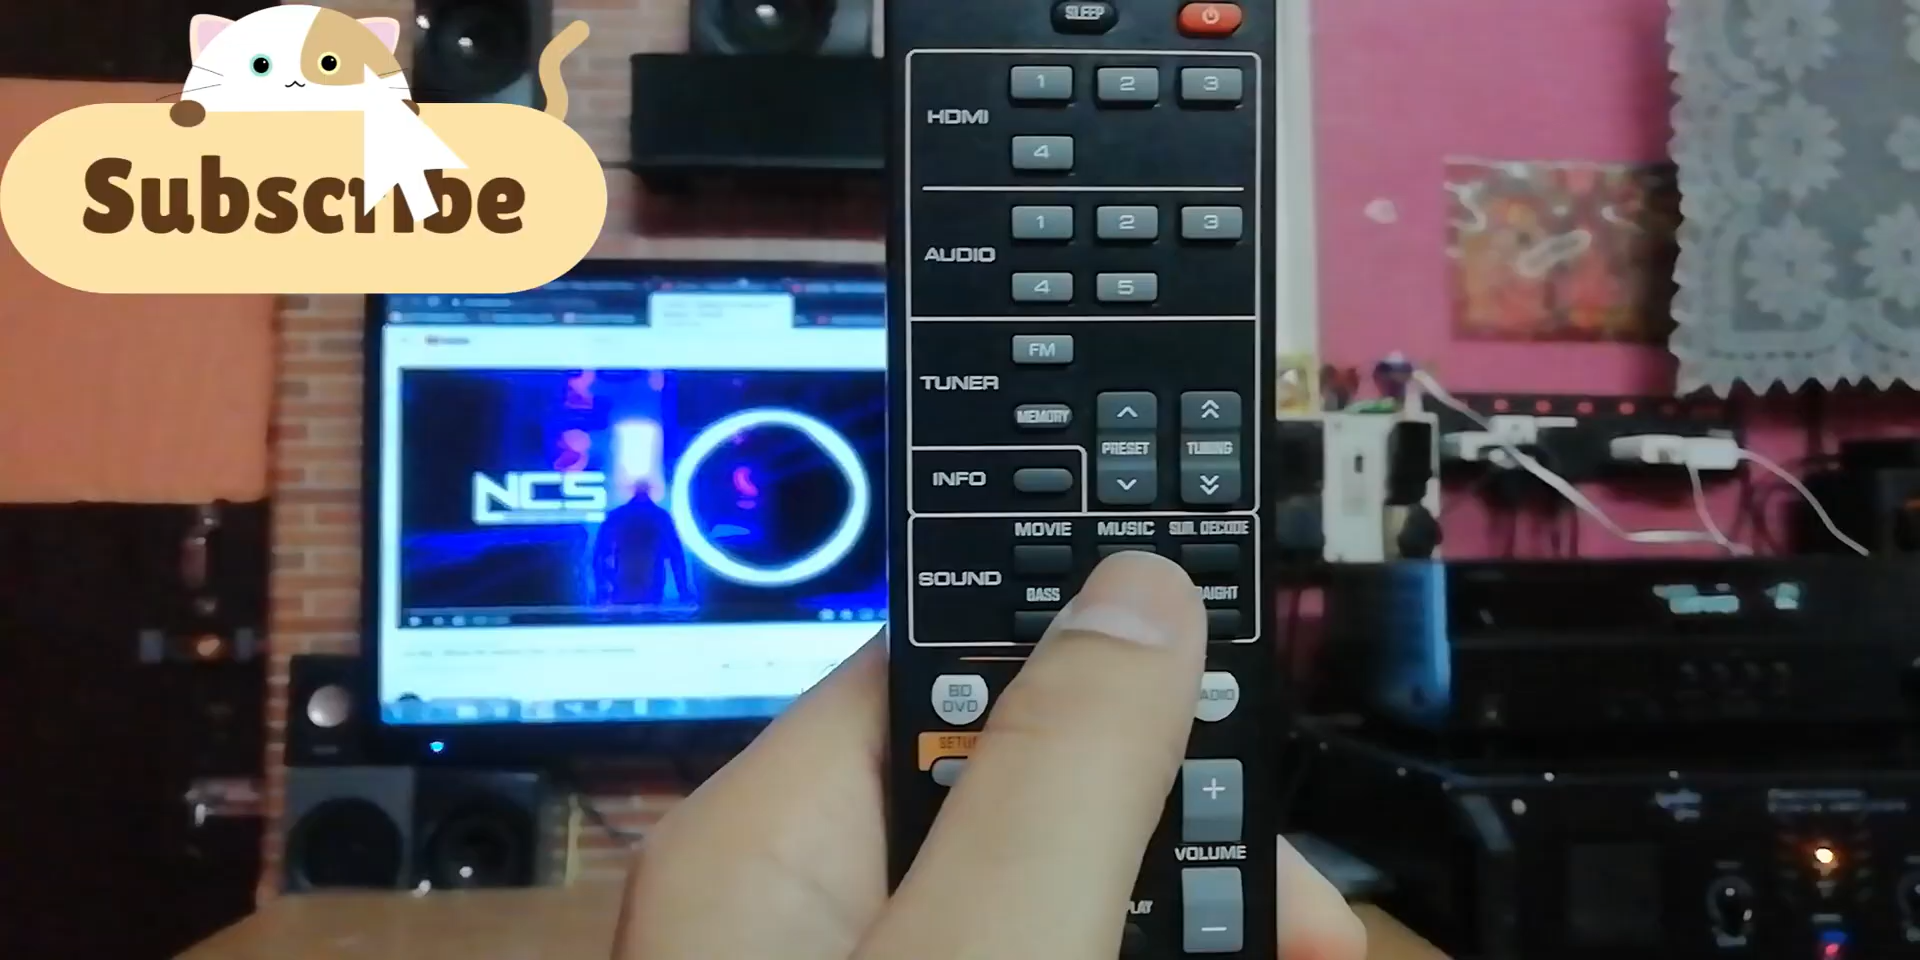 SLEEP
Subscribe
HDMI
1 2 3
4
AUDIO
1 2 3
4 5
TUNER
FM
MEMORY
PRESET
TUNING
INFO
NCS
MOVIE MUSIC SUR. DECODE
SOUND
BASS
BD
DVD
VOLUME